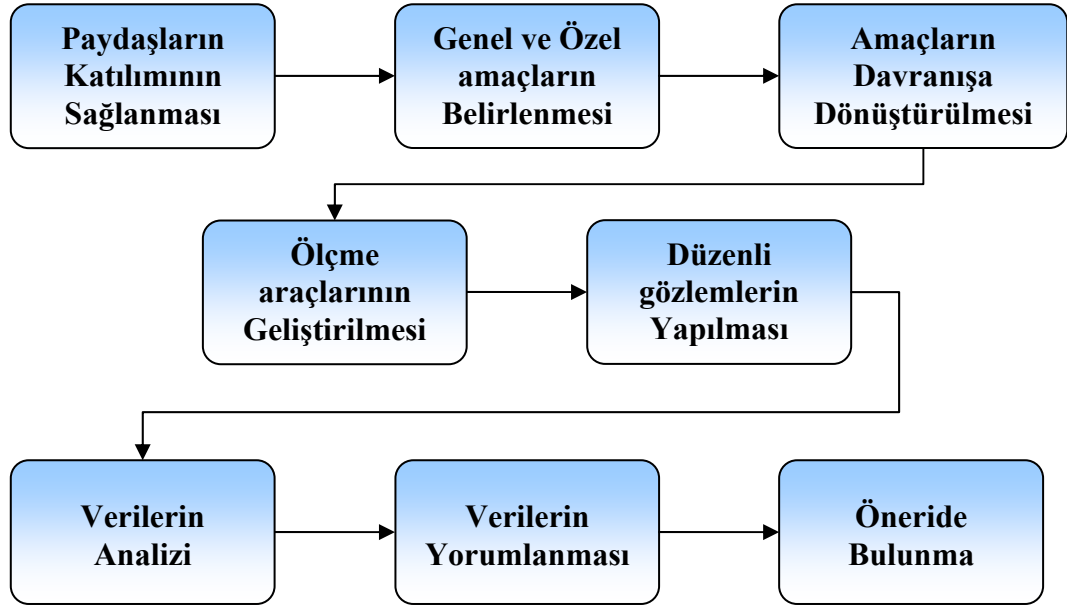 Paydaşların
Katılımının
Sağlanması
Genel ve Özel
amaçların
Belirlenmesi
Amaçların
Davranışa
Dönüştürülmesi
Ölçme
araçlarının
Geliştirilmesi
Düzenli
gözlemlerin
Yapılması
Verilerin
Analizi
Verilerin
Yorumlanması
Öneride
Bulunma